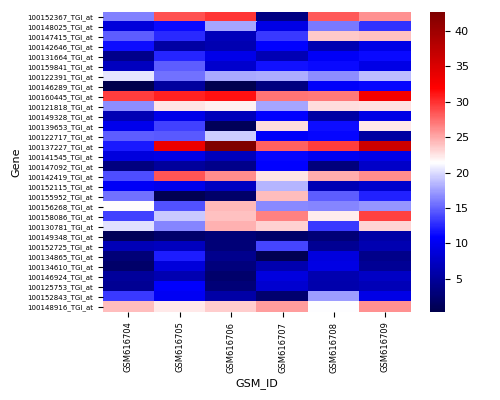 Gene
100152367_TGI_at
100148025_TGI_at
100147415_TGI_at
100142646_TGI_at
100131664_TGI_at
100159841_TGI_at
100122391_TGI_at
100146289_TGI_at
100160445_TGI_at
100121818_TGI_at
100149328_TGI_at
100139653_TGI_at
100122717_TGI_at
100137227_TGI_at
100141545_TGI_at
100147092_TGI_at
100142419_TGI_at
100152115_TGI_at
100155952_TGI_at
100156268_TGI_at
100158086_TGI_at
100130781_TGI_at
100149348_TGI_at
100152725_TGI_at
100134865_TGI_at
100134610_TGI_at
100146924_TGI_at
100125753_TGI_at
100152843_TGI_at
100148916_TGI_at
GSM616704
GSM616705
GSM616706
GSM616707
GSM616708
GSM616709
GSM_ID
40
35
30
25
20
15
10
5